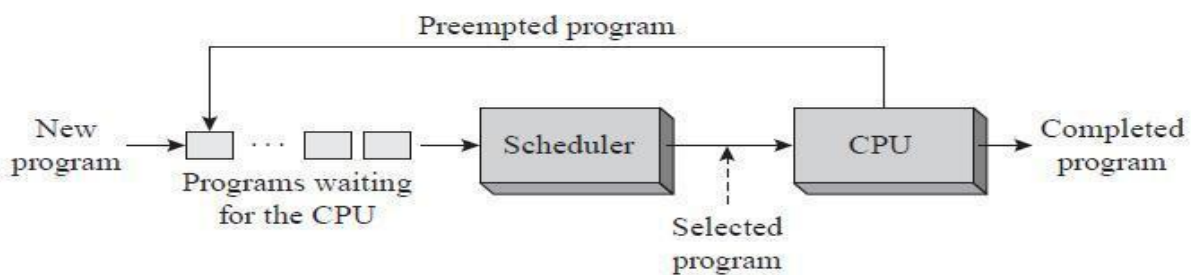 Preempted program
New
program
. . .
Programs waiting
for the CPU
Scheduler
Selected
program
CPU
Completed
program